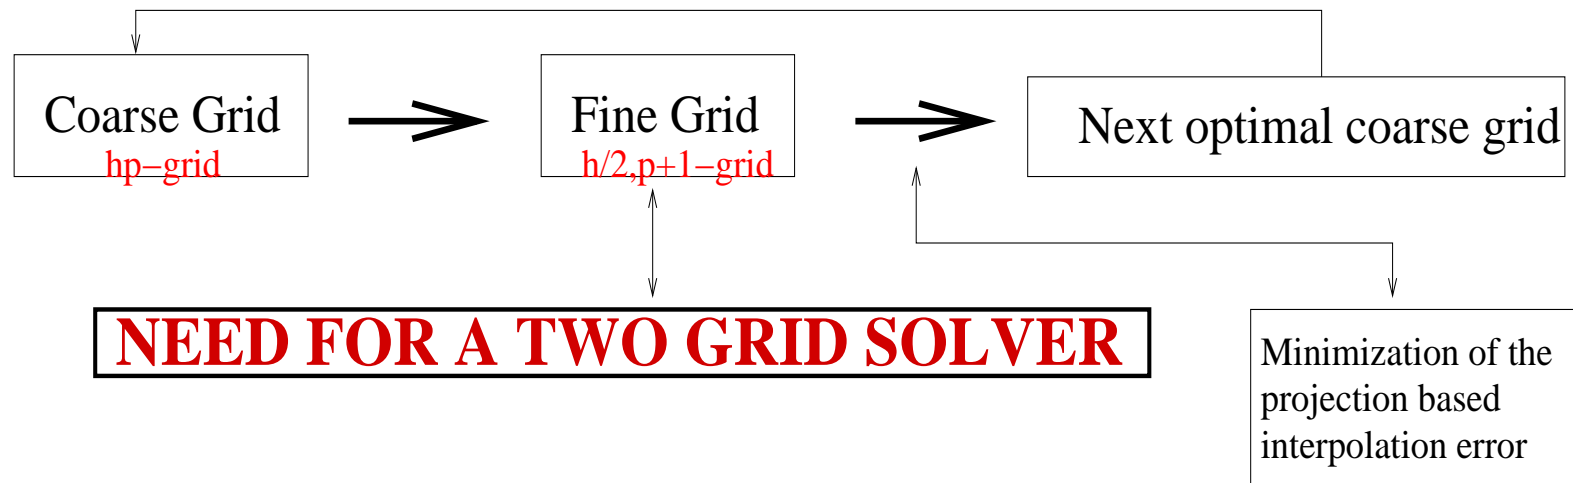 Coarse Grid
hp−grid
Fine Grid
h/2,p+1−grid
Next optimal coarse grid
NEED FOR A TWO GRID SOLVER
Minimization of the
projection based
interpolation error